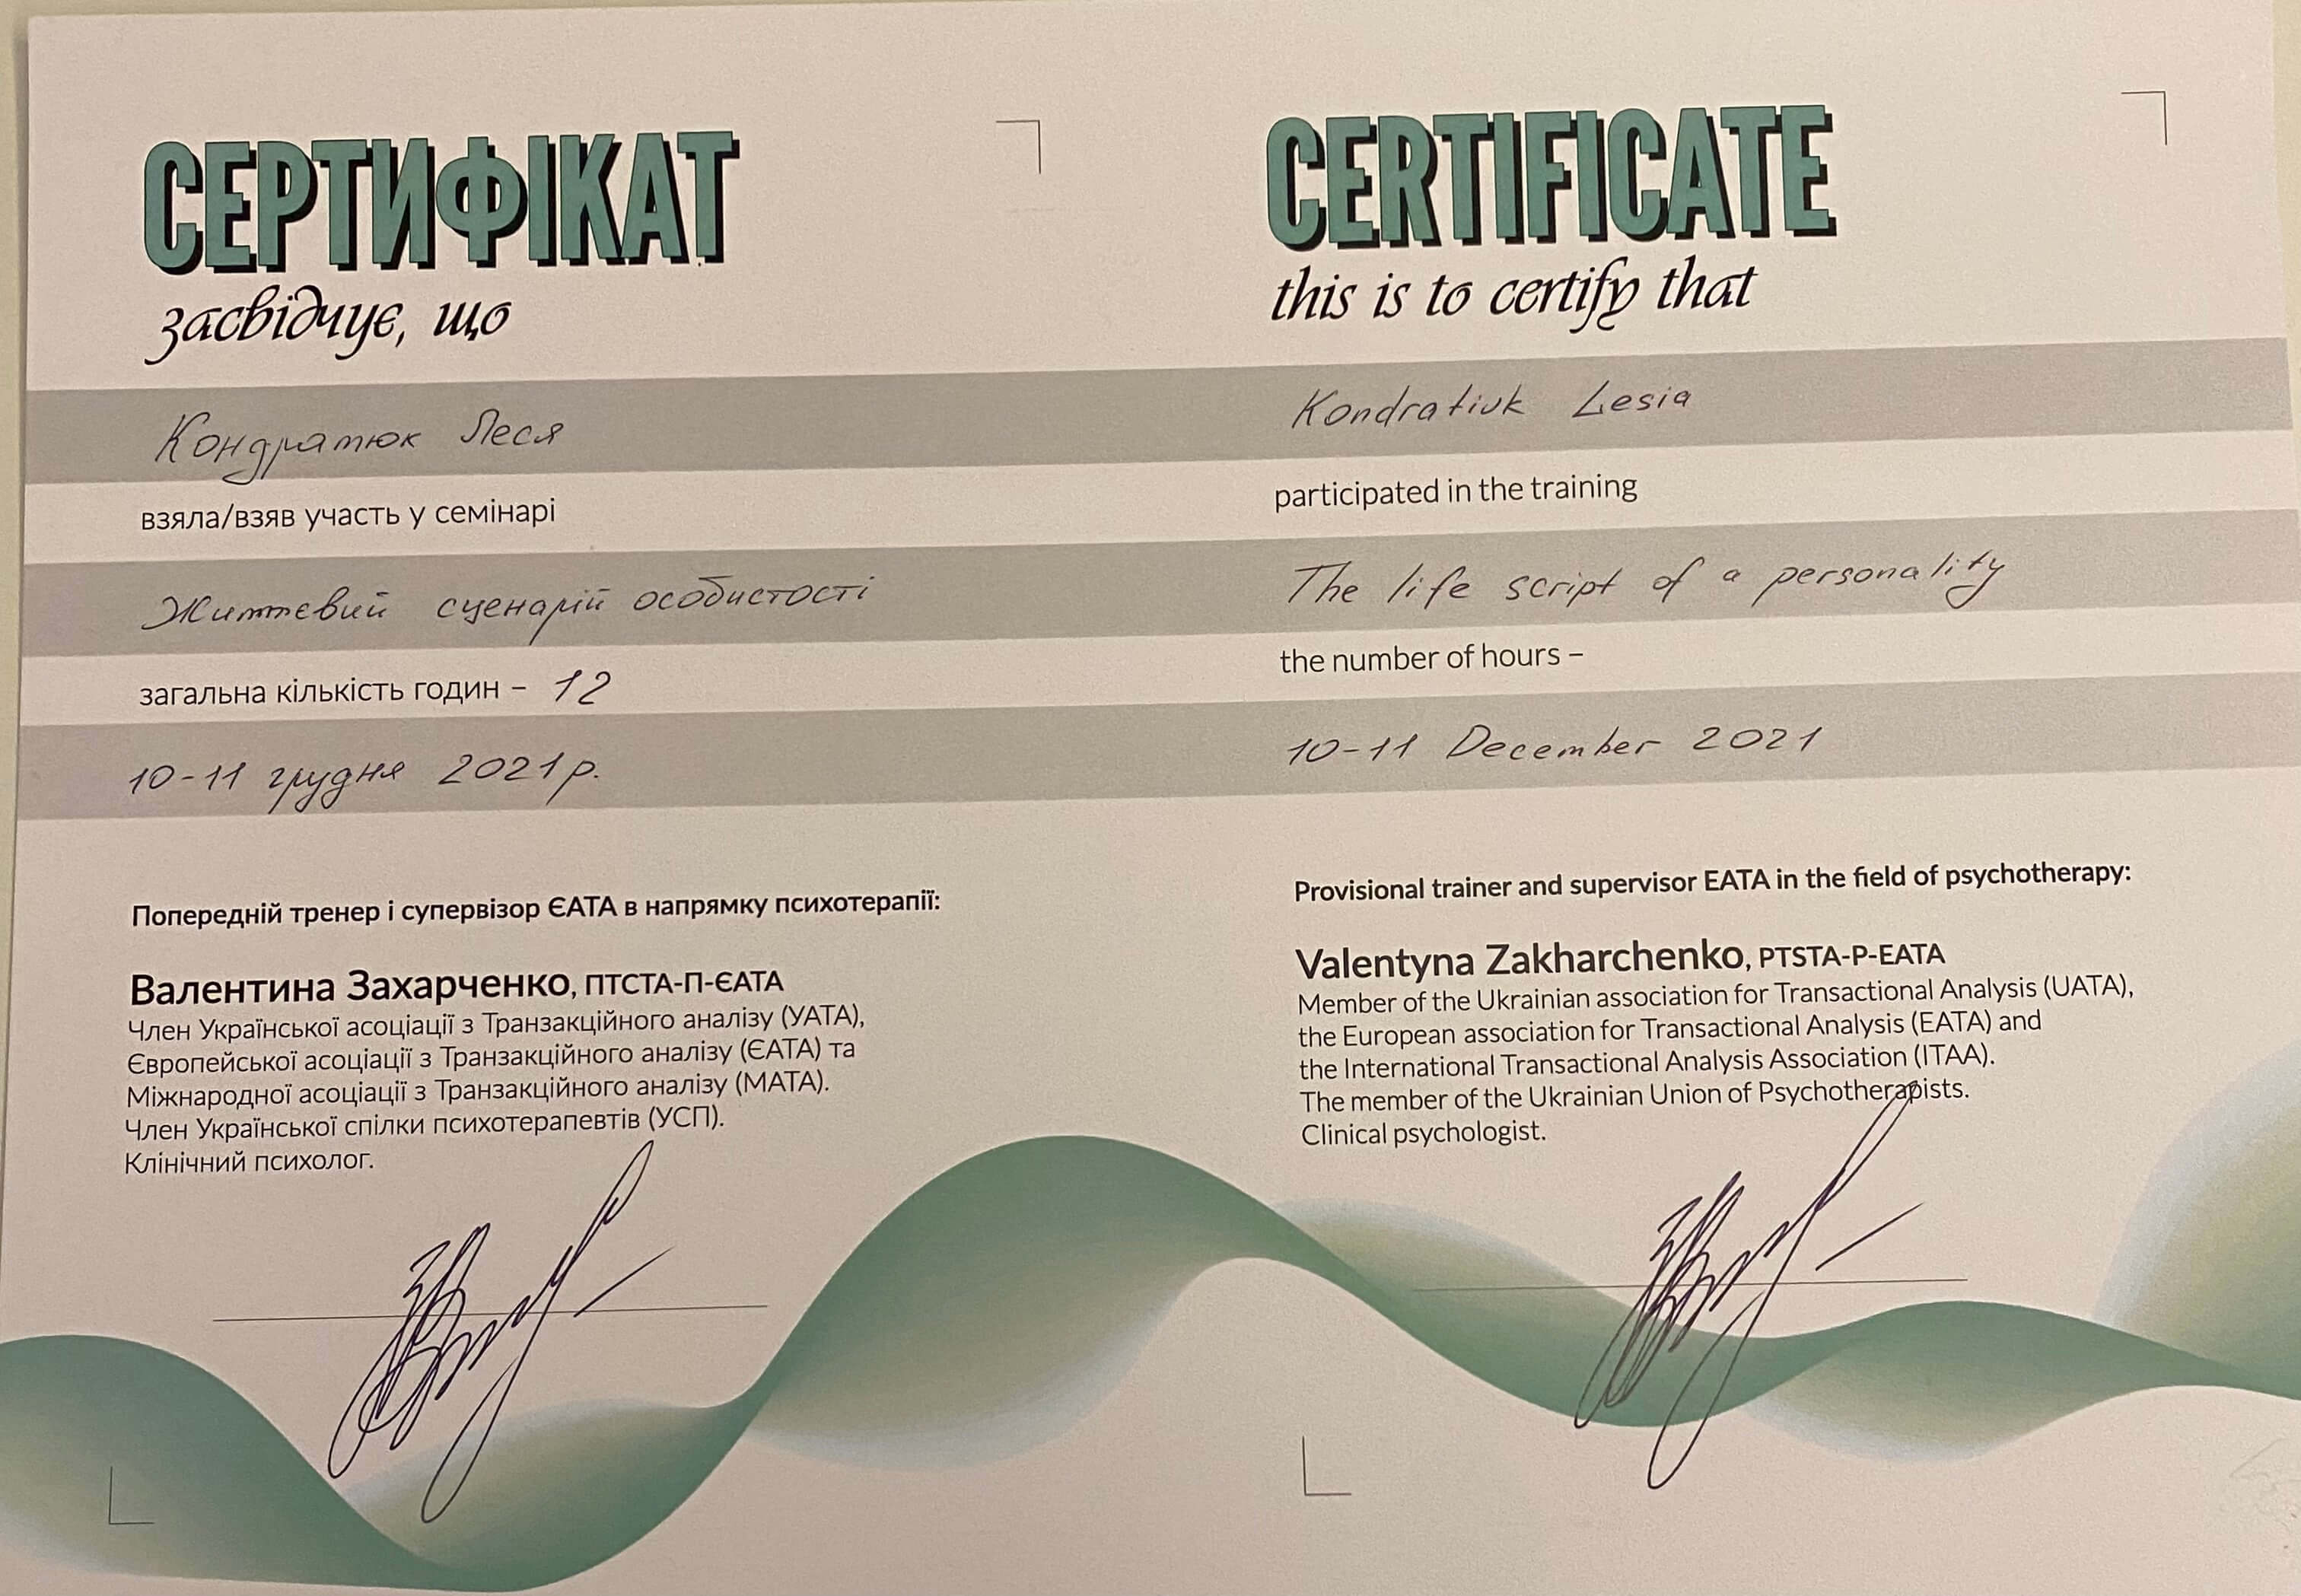 СЕРТИФІКАТ
засвідчує, що
Кондратюк Леся
взяла/взяв участь у семінарі
Життєвий сценарій особистості
загальна кількість годин – 12
10-11 грудня 2021 р.
Попередній тренер і супервізор ЄАТА в напрямку психотерапії:
Валентина Захарченко, ПТСТА-П-ЄАТА
Член Української асоціації з Транзакційного аналізу (УАТА),
Європейської асоціації з Транзакційного аналізу (ЄАТА) та
Міжнародної асоціації з Транзакційного аналізу (МАТА).
Член Української спілки психотерапевтів (УСП).
Клінічний психолог.
CERTIFICATE
this is to certify that
Kondratiuk Lesia
participated in the training
The life script of a personality
the number of hours –
10-11 December 2021
Provisional trainer and supervisor EATA in the field of psychotherapy:
Valentyna Zakharchenko, PTSTA-P-EATA
Member of the Ukrainian association for Transactional Analysis (UATA),
the European association for Transactional Analysis (EATA) and
the International Transactional Analysis Association (ITAA).
The member of the Ukrainian Union of Psychotherapists.
Clinical psychologist.